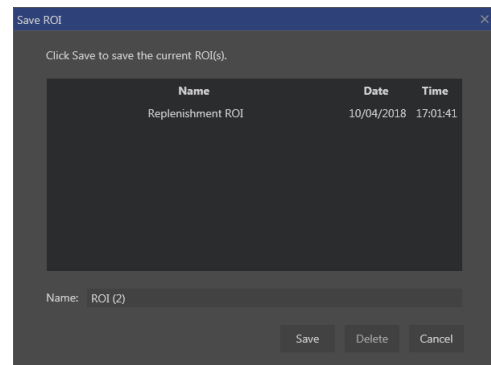 Save ROI
Click Save to save the current ROI(s).
Name Date Time
Replenishment ROI 10/04/2018 17:01:41
Name: ROI (2)
Save Delete Cancel